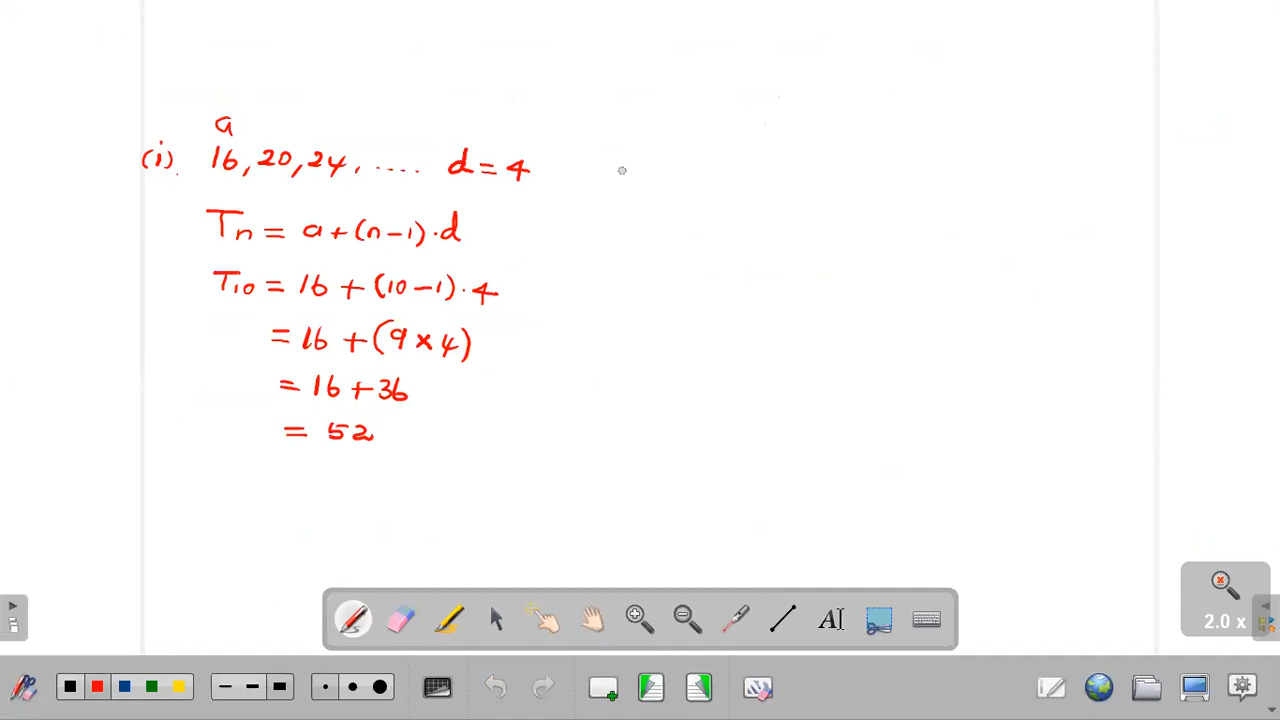 a
(i). 16, 20, 24, ..... d = 4
Tn = a + (n-1)·d
T10 = 16 + (10-1)·4
= 16 + (9 × 4)
= 16 + 36
= 52
2.0 x